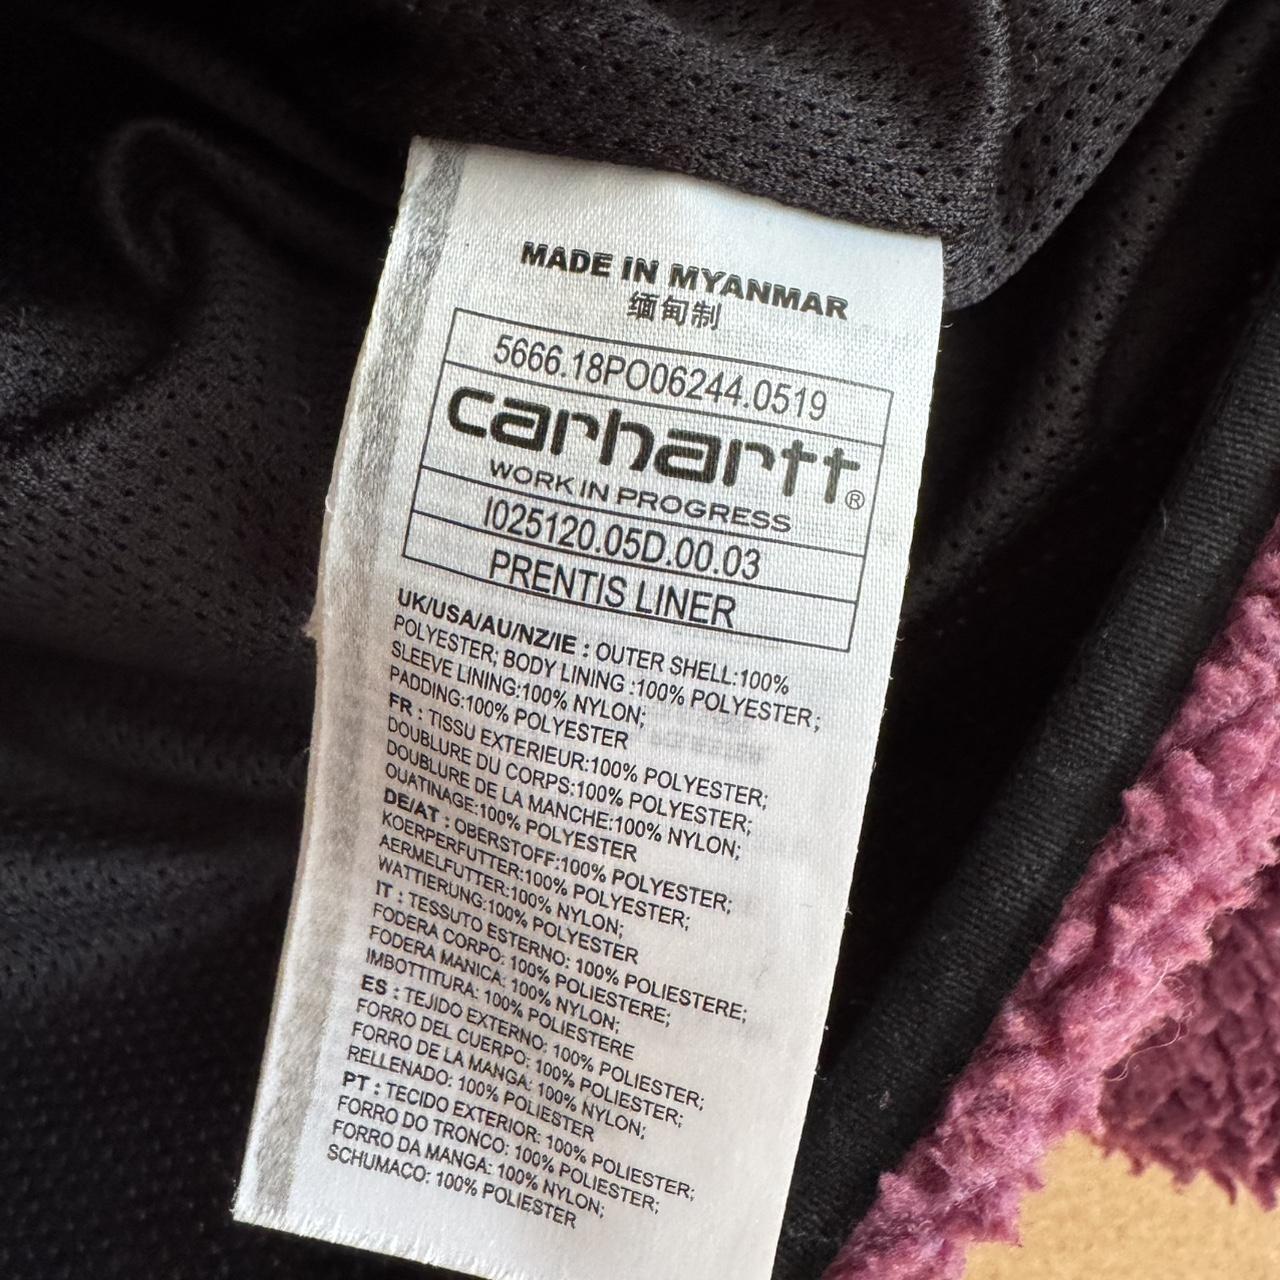 MADE IN MYANMAR
缅甸制
5666.18PO06244.0519
carhartt®
WORK IN PROGRESS
I025120.05D.00.03
PRENTIS LINER
UK/USA/AU/NZ/IE : OUTER SHELL:100%
POLYESTER; BODY LINING :100% POLYESTER;
SLEEVE LINING:100% NYLON;
PADDING:100% POLYESTER
FR : TISSU EXTERIEUR:100% POLYESTER;
DOUBLURE DU CORPS:100% POLYESTER;
DOUBLURE DE LA MANCHE:100% NYLON;
OUATINAGE:100% POLYESTER
DE/AT : OBERSTOFF:100% POLYESTER;
KOERPERFUTTER:100% POLYESTER;
AERMELFUTTER:100% NYLON;
WATTIERUNG:100% POLYESTER
IT : TESSUTO ESTERNO: 100% POLIESTERE;
FODERA CORPO: 100% POLIESTERE;
FODERA MANICA: 100% NYLON;
IMBOTTITURA: 100% POLIESTERE
ES : TEJIDO EXTERNO: 100% POLIESTER;
FORRO DEL CUERPO: 100% POLIESTER;
FORRO DE LA MANGA: 100% NYLON;
RELLENADO: 100% POLIESTER
PT : TECIDO EXTERIOR: 100% POLIESTER;
FORRO DO TRONCO: 100% POLIESTER;
FORRO DA MANGA: 100% NYLON;
SCHUMACO: 100% POLIESTER